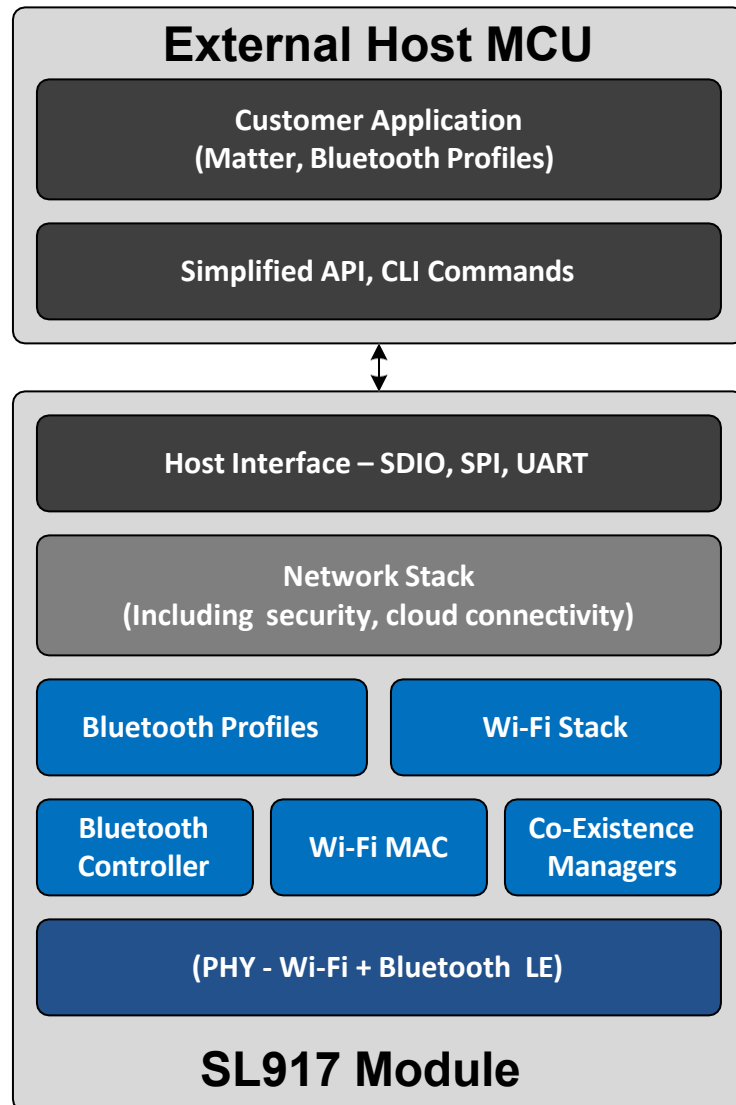 External Host MCU
Customer Application
(Matter, Bluetooth Profiles)
Simplified API, CLI Commands
Host Interface – SDIO, SPI, UART
Network Stack
(Including  security, cloud connectivity)
Bluetooth Profiles
Wi-Fi Stack
Bluetooth
Controller
Wi-Fi MAC
Co-Existence
Managers
(PHY - Wi-Fi + Bluetooth  LE)
SL917 Module